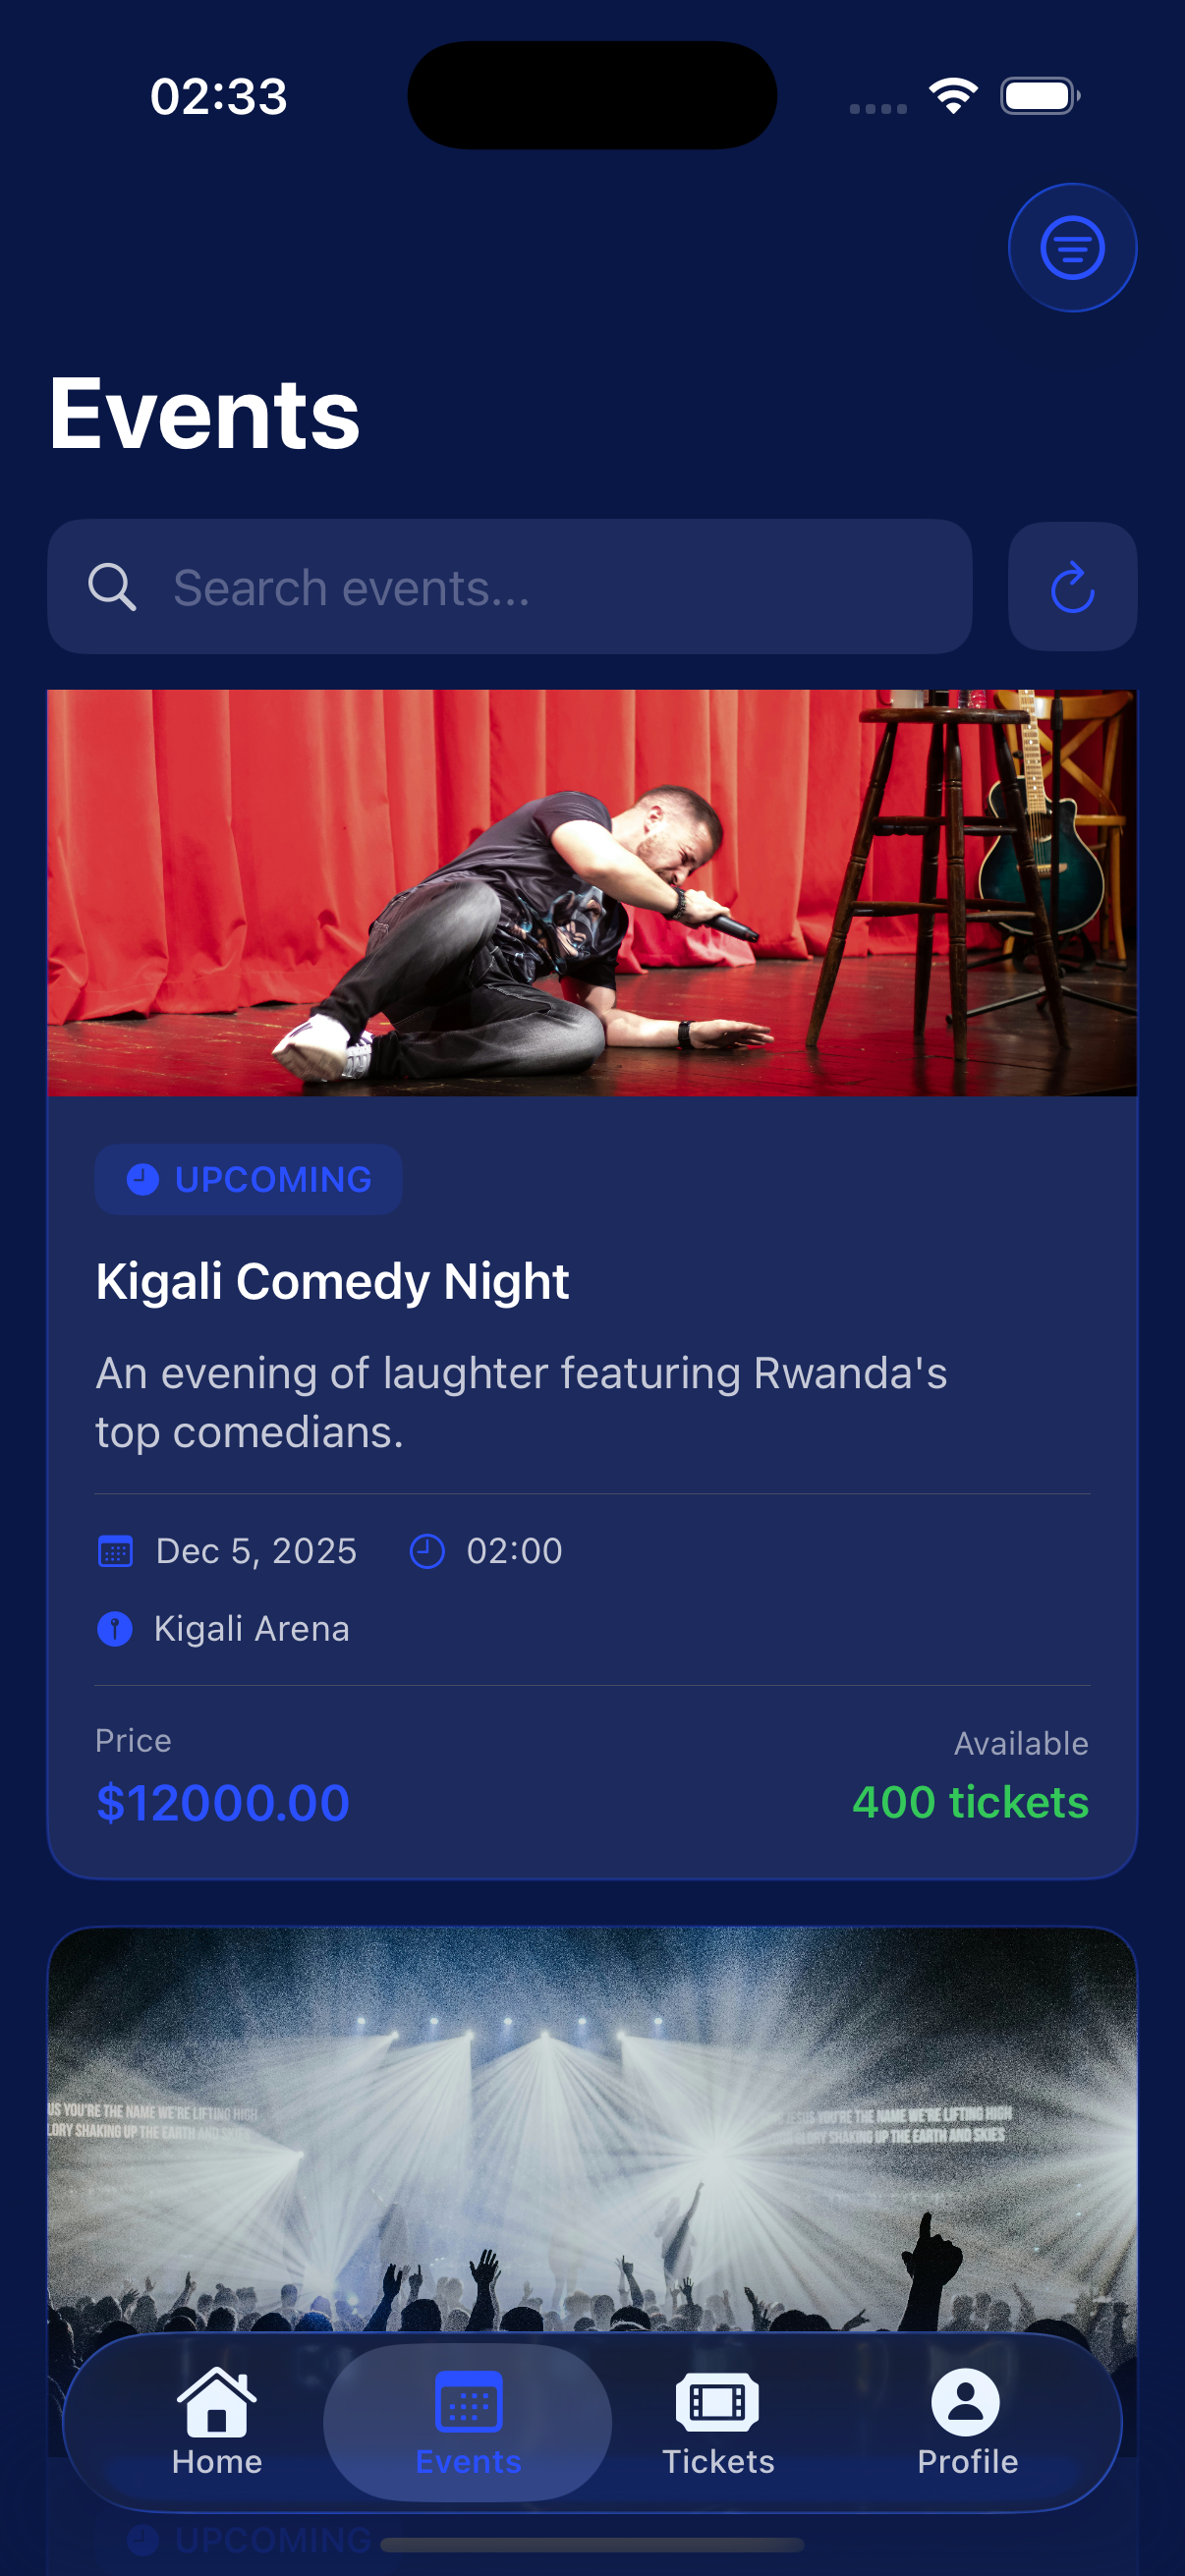 02:33
Events
Search events...
UPCOMING
Kigali Comedy Night
An evening of laughter featuring Rwanda's
top comedians.
Dec 5, 2025 02:00
Kigali Arena
Price Available
$12000.00 400 tickets
US YOU'RE THE NAME WE'RE LIFTING HIGH JESUS YOU'RE THE NAME WE'RE LIFTING HIGH
LORY SHAKING UP THE EARTH AND SKIES GLORY SHAKING UP THE EARTH AND SKIES
Home Events Tickets Profile
UPCOMING